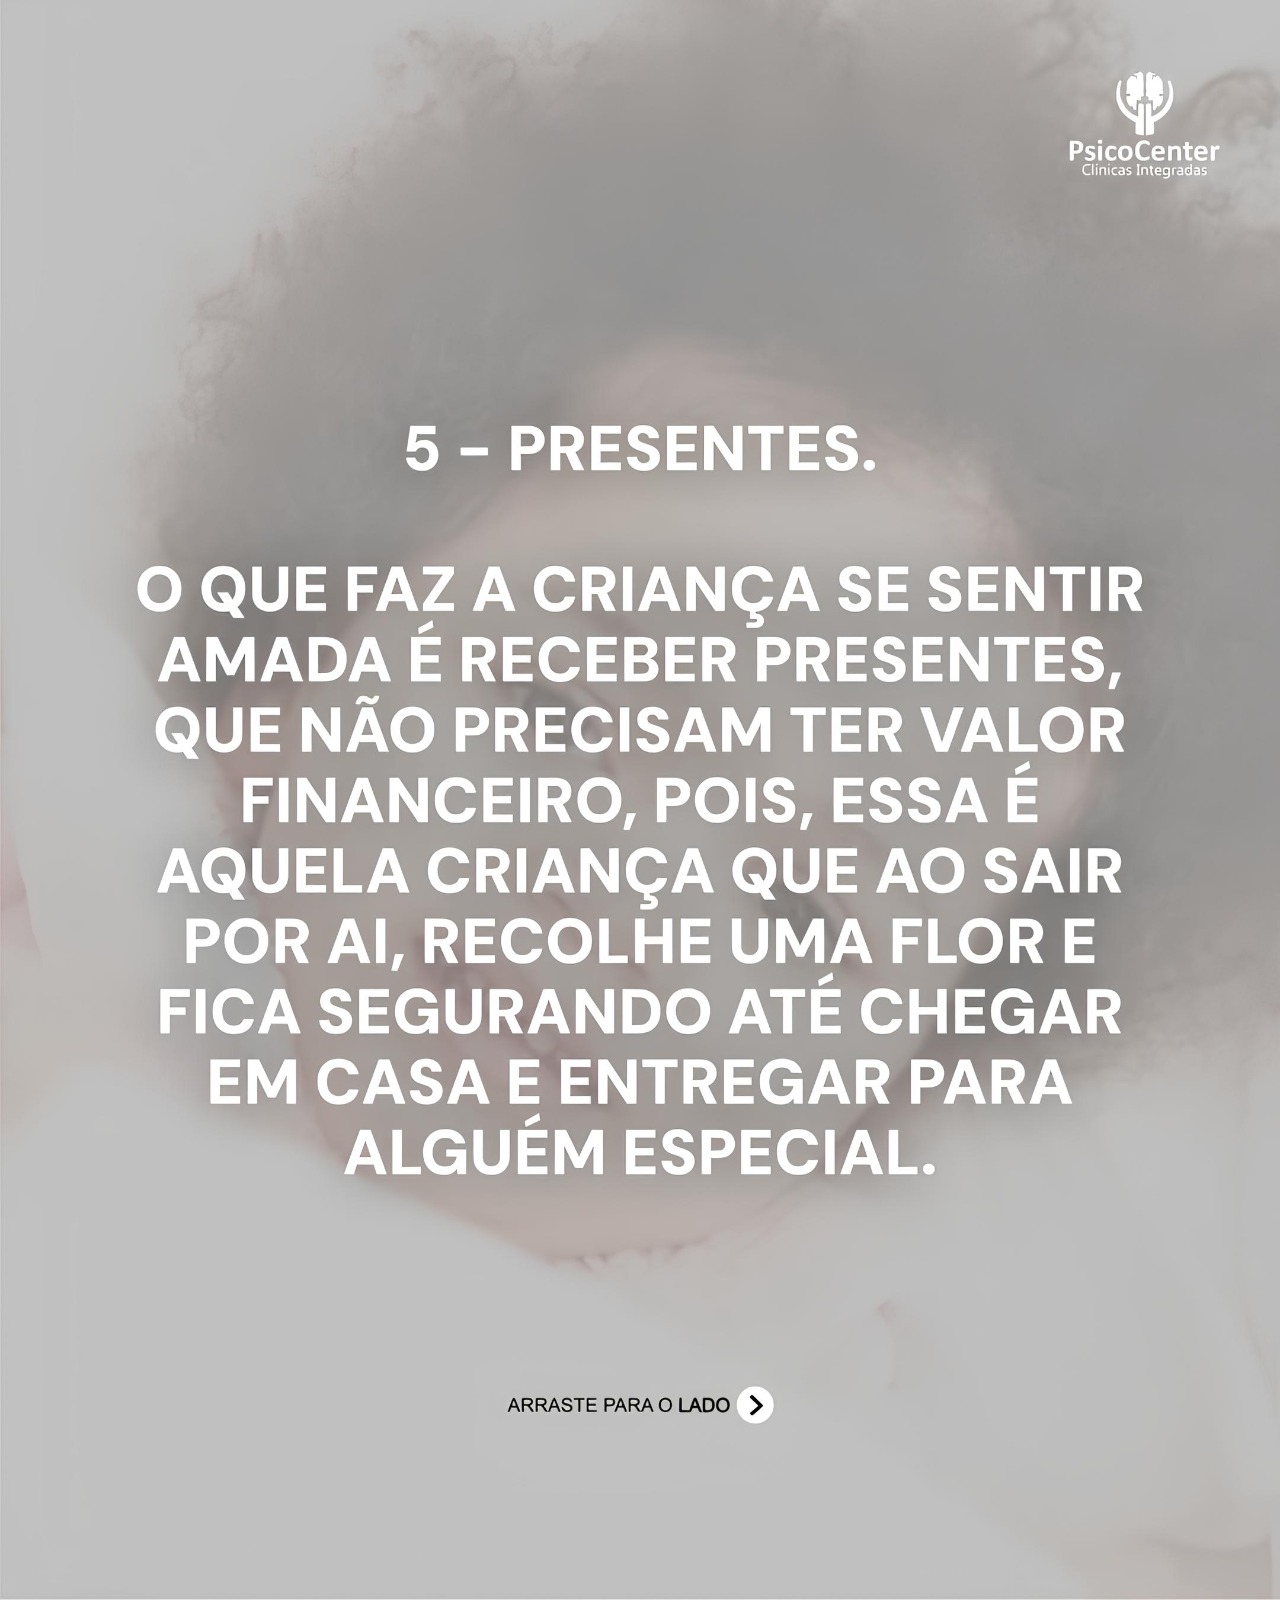 PsicoCenter
Clínicas Integradas
5 – PRESENTES.
O QUE FAZ A CRIANÇA SE SENTIR
AMADA É RECEBER PRESENTES,
QUE NÃO PRECISAM TER VALOR
FINANCEIRO, POIS, ESSA É
AQUELA CRIANÇA QUE AO SAIR
POR AI, RECOLHE UMA FLOR E
FICA SEGURANDO ATÉ CHEGAR
EM CASA E ENTREGAR PARA
ALGUÉM ESPECIAL.
ARRASTE PARA O LADO